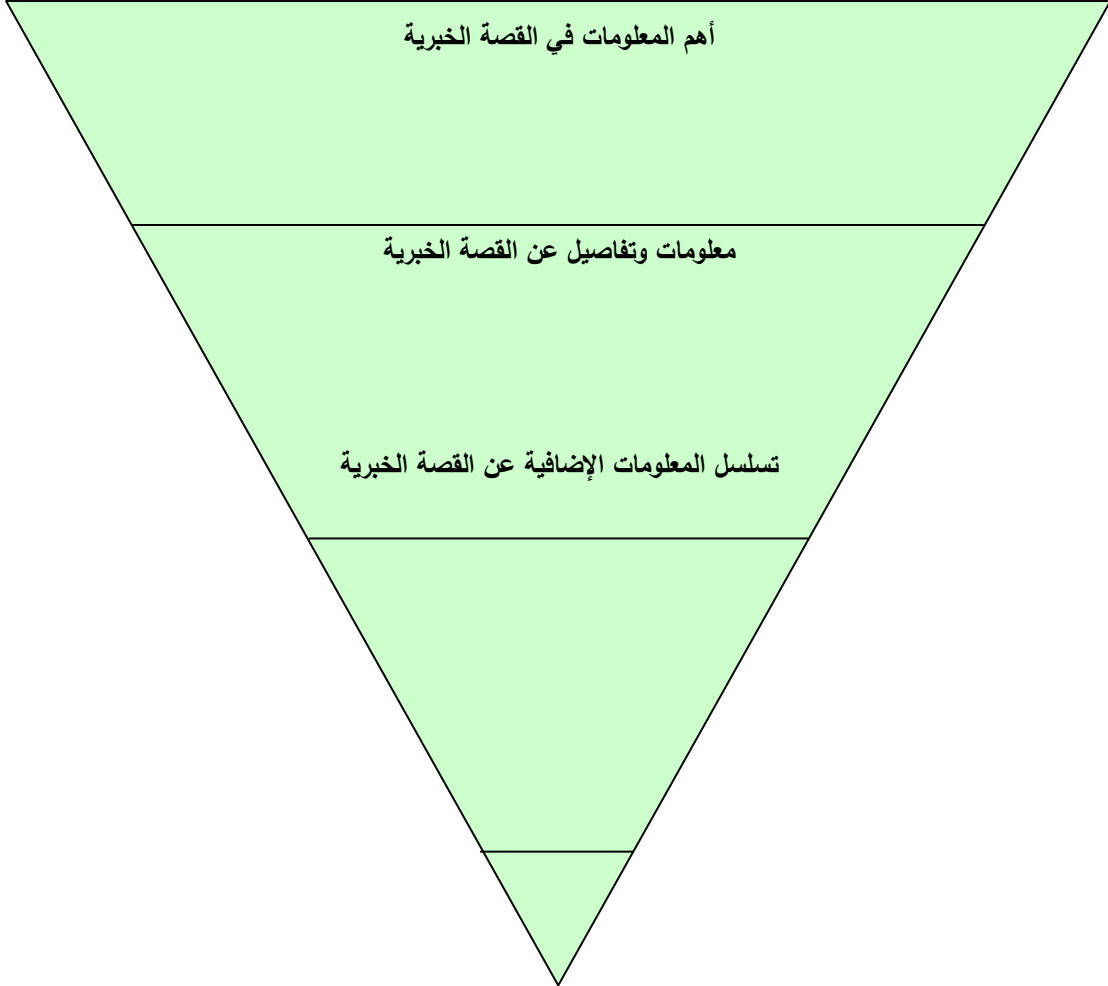 أهم المعلومات في القصة الخبرية
معلومات وتفاصيل عن القصة الخبرية
تسلسل المعلومات الإضافية عن القصة الخبرية